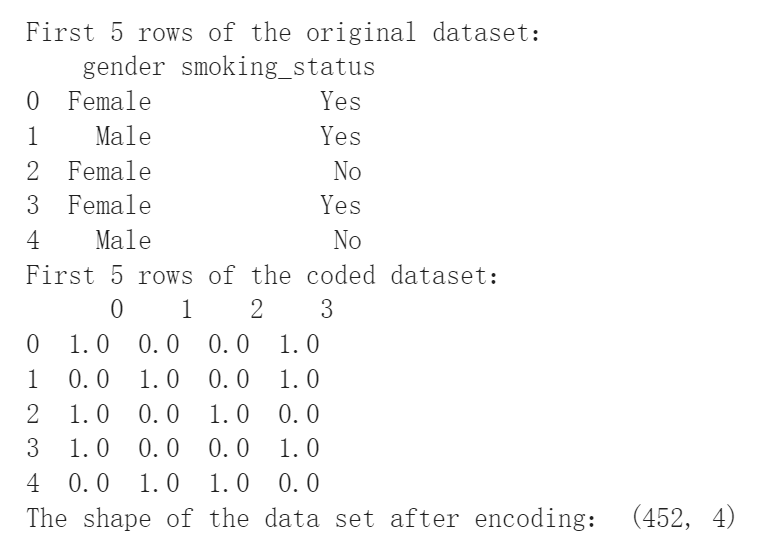 First 5 rows of the original dataset:
    gender smoking_status
0  Female            Yes
1    Male            Yes
2  Female             No
3  Female            Yes
4    Male             No
First 5 rows of the coded dataset:
      0    1    2    3
0  1.0  0.0  0.0  1.0
1  0.0  1.0  0.0  1.0
2  1.0  0.0  1.0  0.0
3  1.0  0.0  0.0  1.0
4  0.0  1.0  1.0  0.0
The shape of the data set after encoding:  (452, 4)